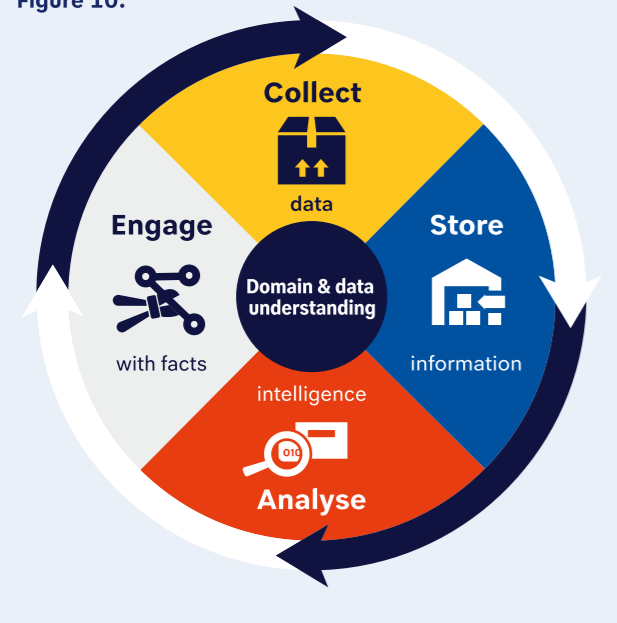 Figure 10.
Collect
data
Store
information
intelligence
010
Analyse
Engage
with facts
Domain & data
understanding